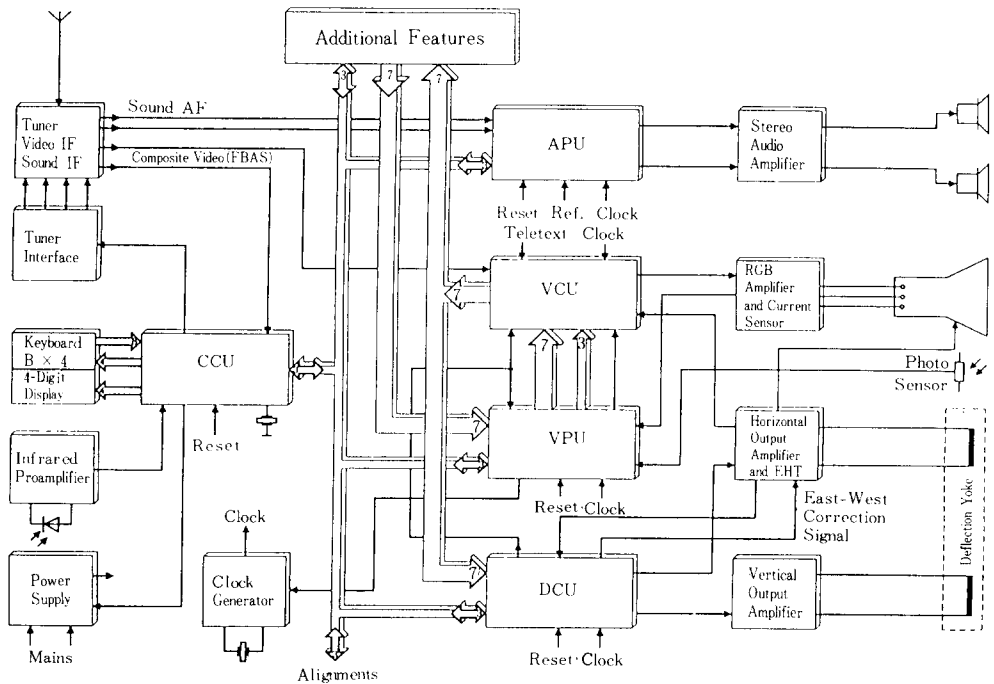 Additional Features
3
7
7
Sound AF
Tuner
Video IF
Sound IF
Composite Video(FBAS)
APU
Stereo
Audio
Amplifier
Reset Ref. Clock
Teletext Clock
Tuner
Interface
7
VCU
RGB
Amplifier
and Current
Sensor
Keyboard
B × 4
4-Digit
Display
CCU
7
3
Photo
Sensor
Reset
7
VPU
Horizontal
Output
Amplifier
and EHT
Infrared
Proamplifier
Reset·Clock
East-West
Correction
Signal
Deflection Yoke
Clock
Power
Supply
Clock
Generator
7
DCU
Vertical
Output
Amplifier
Mains
Reset·Clock
Alignments